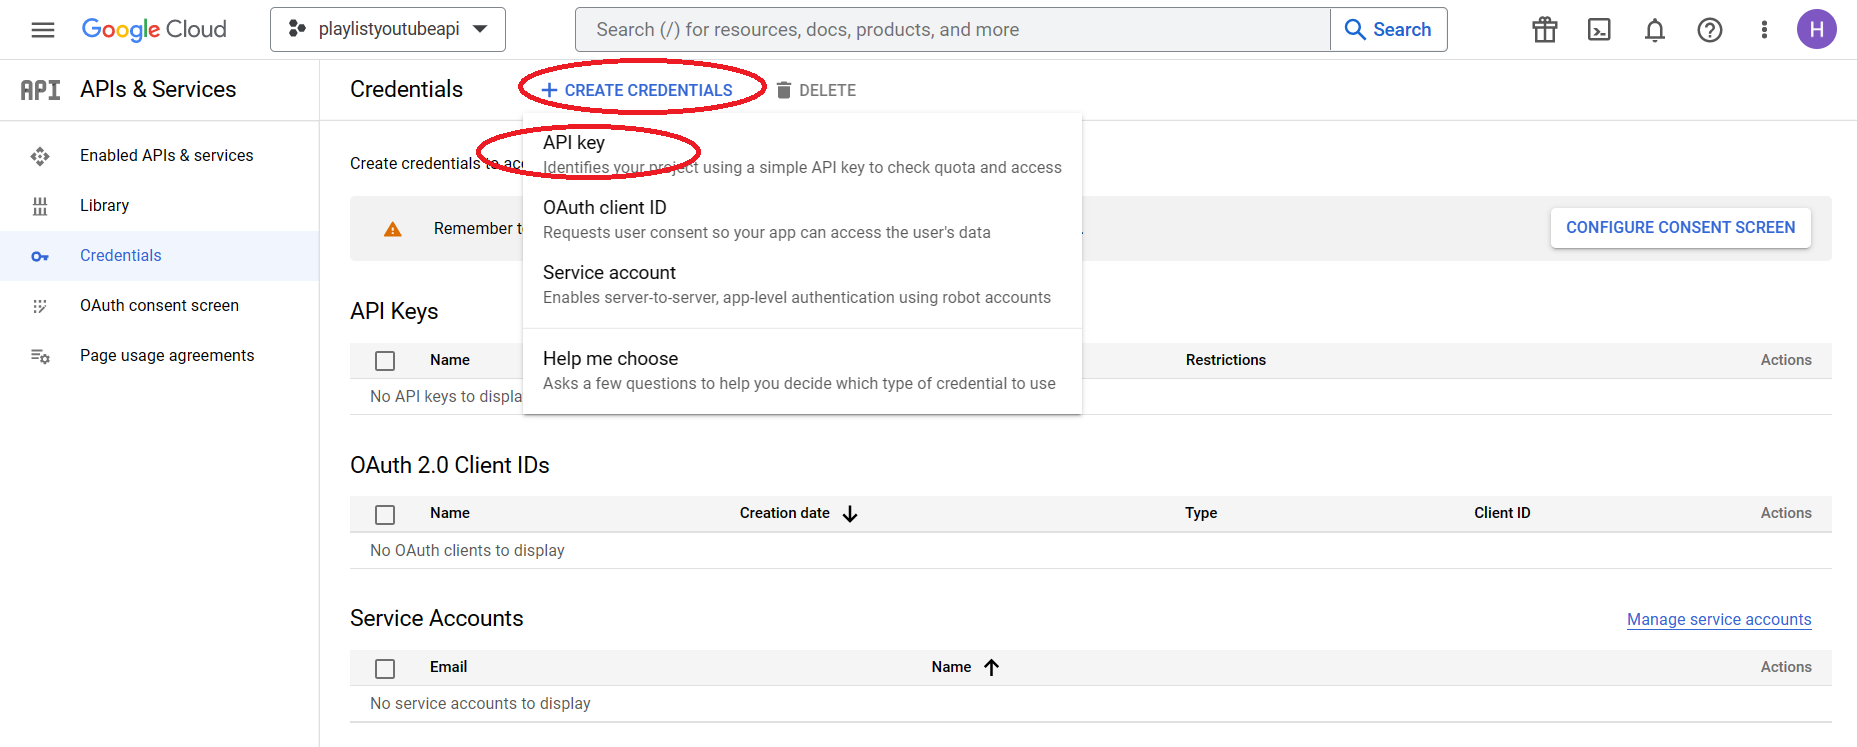 Google Cloud
playlistyoutubeapi
Search (/) for resources, docs, products, and more
Search
H
API
APIs & Services
Credentials
CREATE CREDENTIALS
DELETE
Enabled APIs & services
Library
Credentials
OAuth consent screen
Page usage agreements
Create credentials to acc
API key
Identifies your project using a simple API key to check quota and access
OAuth client ID
Requests user consent so your app can access the user's data
Service account
Enables server-to-server, app-level authentication using robot accounts
Help me choose
Asks a few questions to help you decide which type of credential to use
Remember t
CONFIGURE CONSENT SCREEN
API Keys
Name Restrictions Actions
No API keys to displa
OAuth 2.0 Client IDs
Name Creation date Type Client ID Actions
No OAuth clients to display
Service Accounts
Manage service accounts
Email Name Actions
No service accounts to display